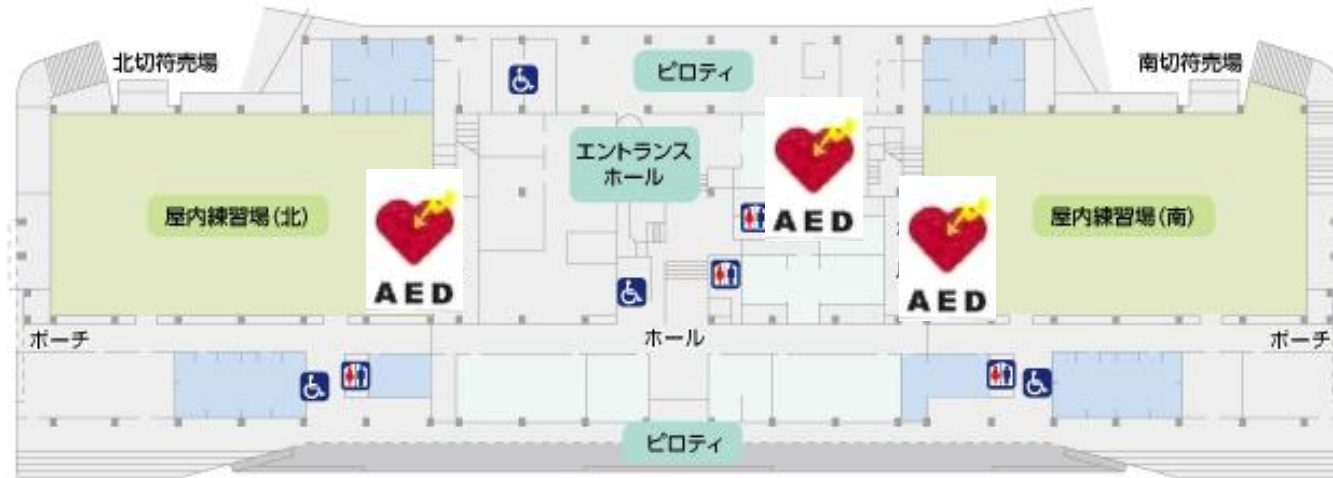 北切符売場
ピロティ
南切符売場
エントランス
ホール
屋内練習場(北)
AED
AED
AED
屋内練習場(南)
ポーチ
ホール
ポーチ
ピロティ